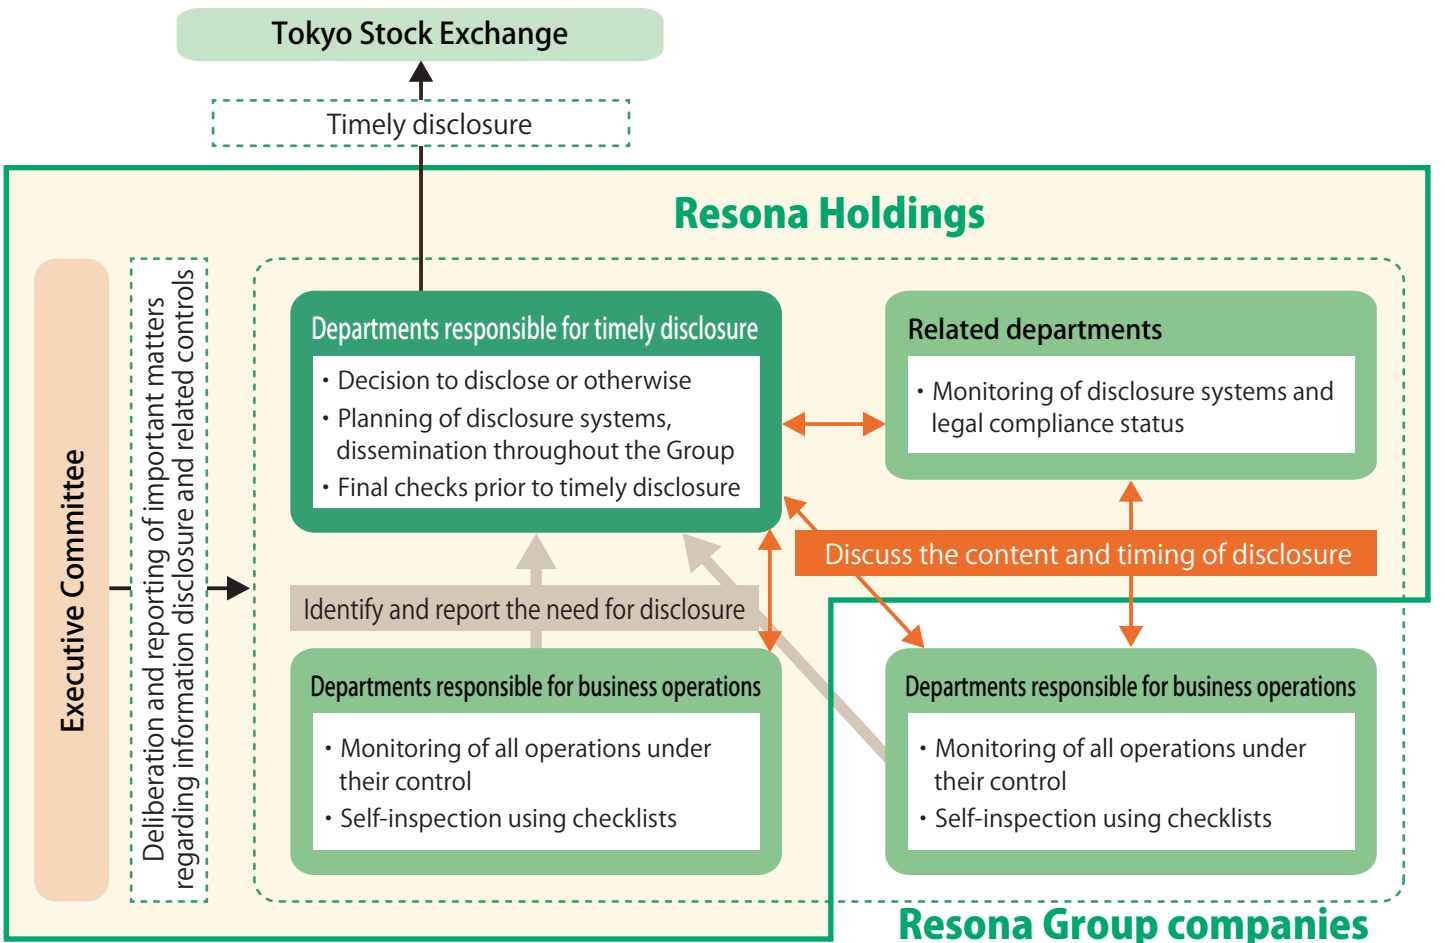 Tokyo Stock Exchange
Timely disclosure
Resona Holdings
Executive Committee
Deliberation and reporting of important matters
regarding information disclosure and related controls
Departments responsible for timely disclosure
・Decision to disclose or otherwise
・Planning of disclosure systems,
dissemination throughout the Group
・Final checks prior to timely disclosure
Related departments
・Monitoring of disclosure systems and
legal compliance status
Discuss the content and timing of disclosure
Identify and report the need for disclosure
Departments responsible for business operations
・Monitoring of all operations under
their control
・Self-inspection using checklists
Departments responsible for business operations
・Monitoring of all operations under
their control
・Self-inspection using checklists
Resona Group companies